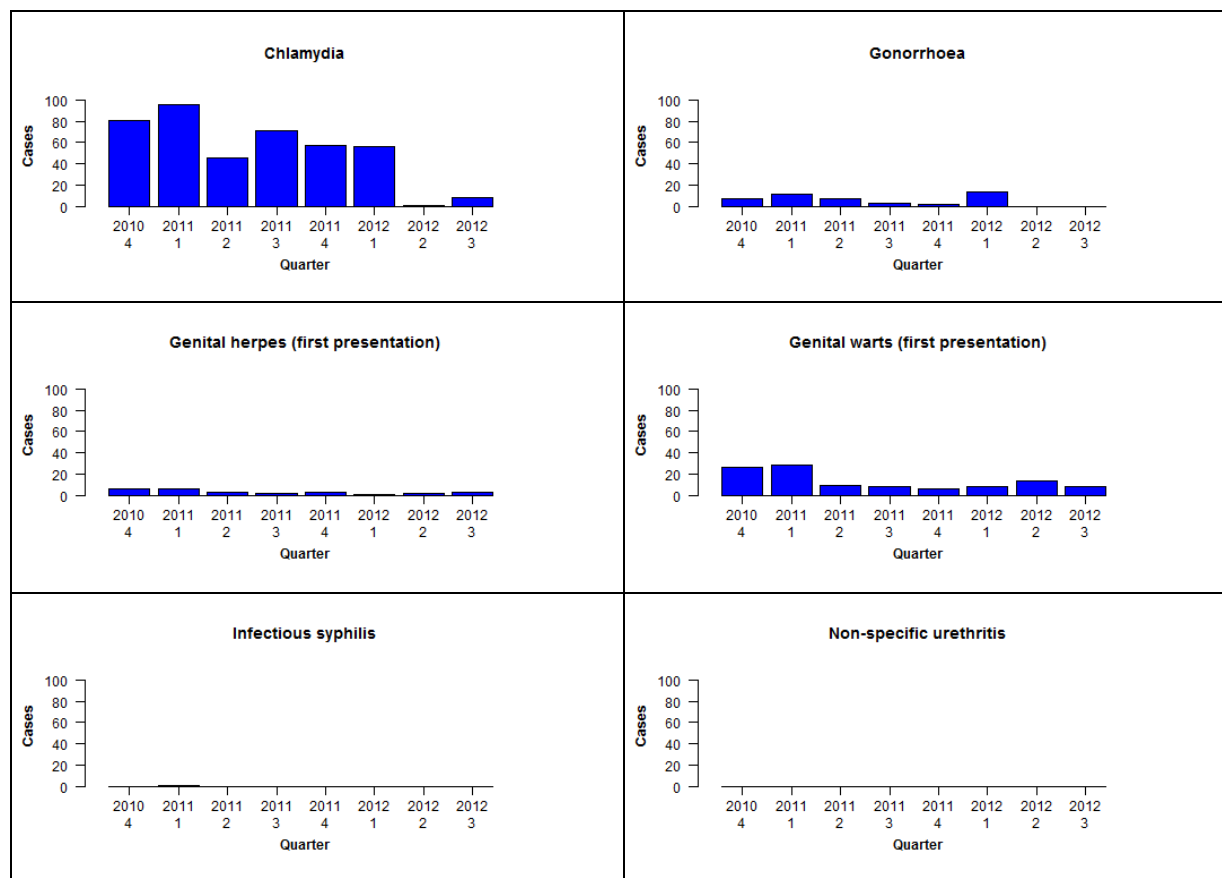 Chlamydia
100
80
60
40
20
0
Cases
2010 2011 2011 2011 2011 2012 2012 2012
4 1 2 3 4 1 2 3
Quarter
Gonorrhoea
100
80
60
40
20
0
Cases
2010 2011 2011 2011 2011 2012 2012 2012
4 1 2 3 4 1 2 3
Quarter
Genital herpes (first presentation)
100
80
60
40
20
0
Cases
2010 2011 2011 2011 2011 2012 2012 2012
4 1 2 3 4 1 2 3
Quarter
Genital warts (first presentation)
100
80
60
40
20
0
Cases
2010 2011 2011 2011 2011 2012 2012 2012
4 1 2 3 4 1 2 3
Quarter
Infectious syphilis
100
80
60
40
20
0
Cases
2010 2011 2011 2011 2011 2012 2012 2012
4 1 2 3 4 1 2 3
Quarter
Non-specific urethritis
100
80
60
40
20
0
Cases
2010 2011 2011 2011 2011 2012 2012 2012
4 1 2 3 4 1 2 3
Quarter